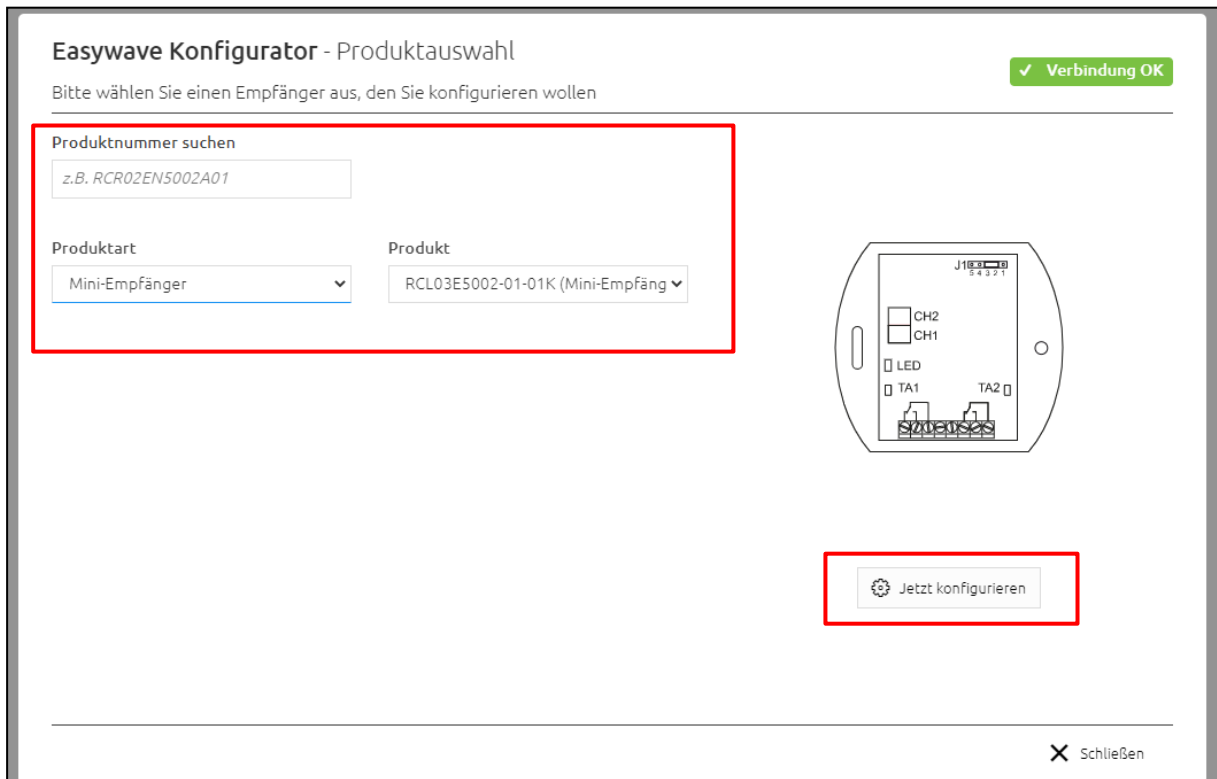 Easywave Konfigurator - Produktauswahl
✓ Verbindung OK
Bitte wählen Sie einen Empfänger aus, den Sie konfigurieren wollen
Produktnummer suchen
z.B. RCR02EN5002A01
Produktart
Produkt
Mini-Empfänger
RCL03E5002-01-01K (Mini-Empfäng
J1
5 4 3 2 1
CH2
CH1
LED
TA1
TA2
Jetzt konfigurieren
Schließen